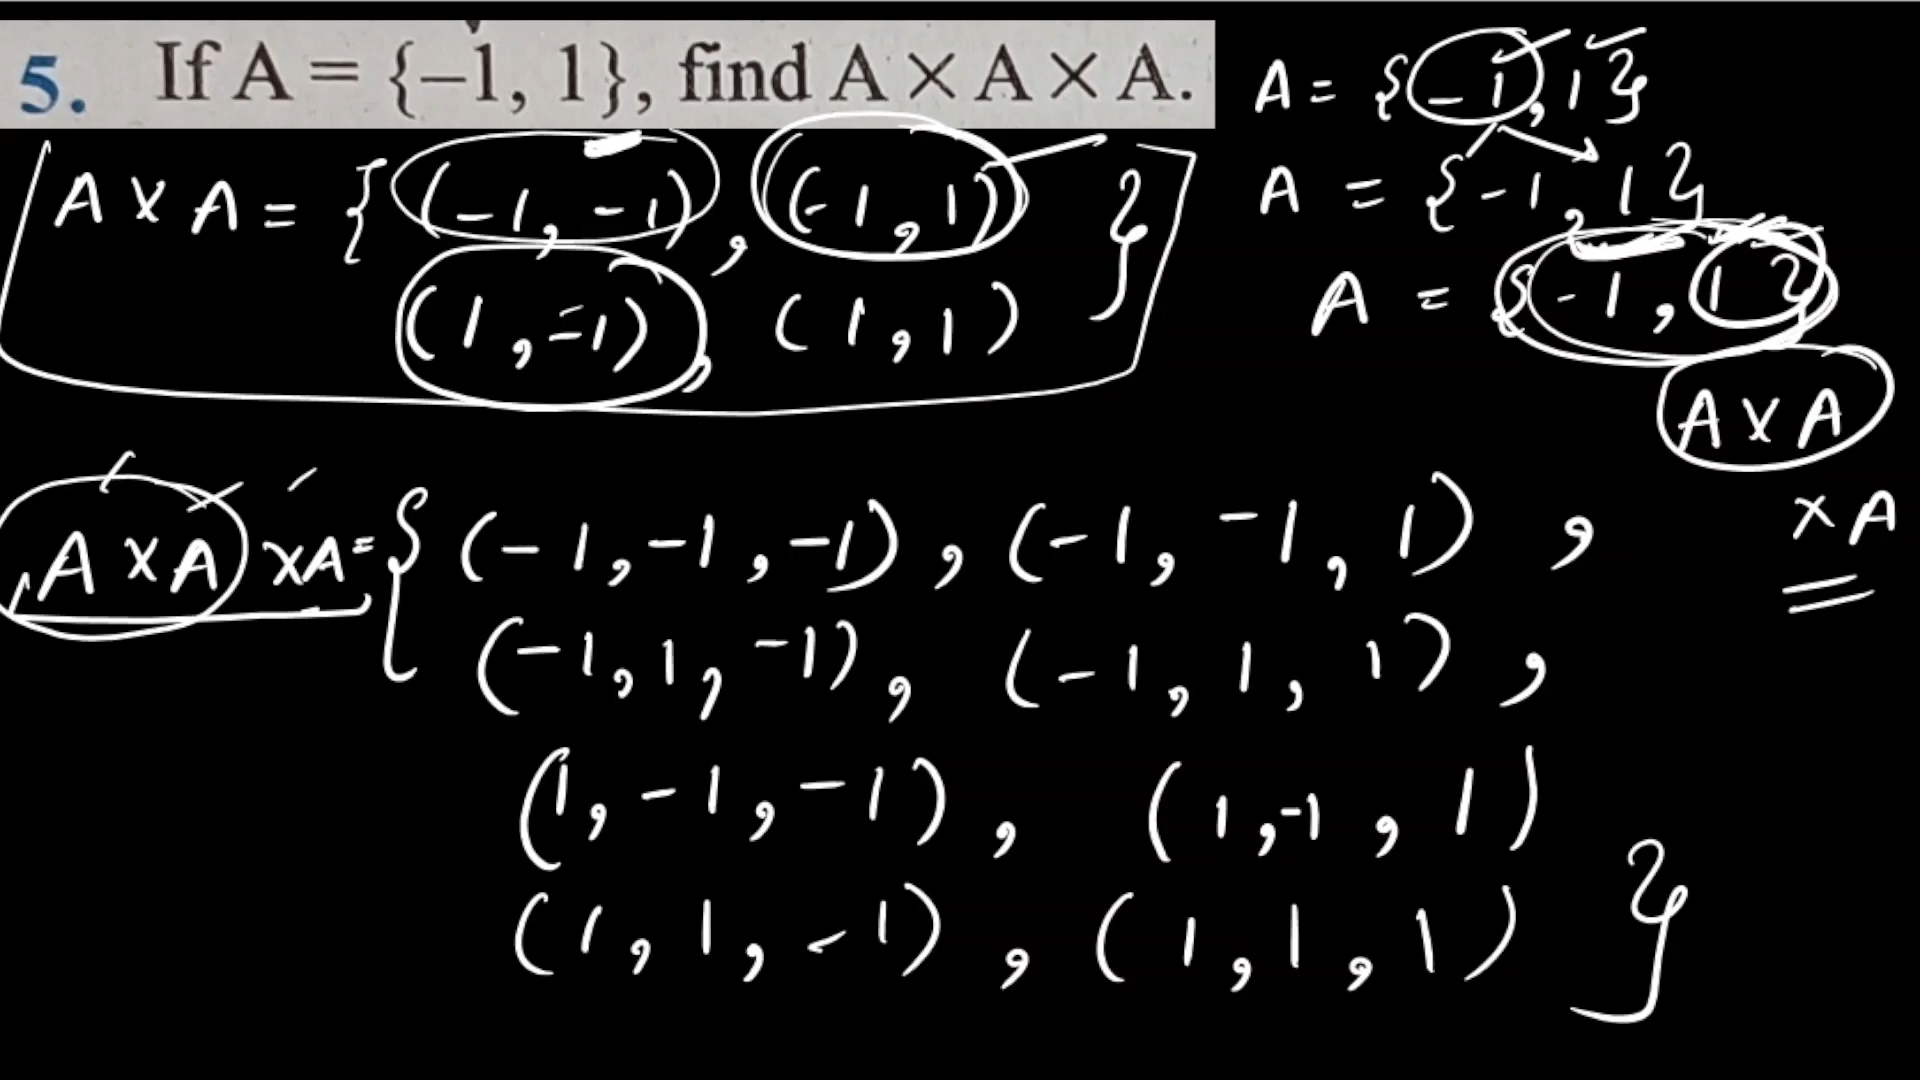 5. If A = {–1, 1}, find A × A × A.
A = {-1, 1}
A × A = { (-1, -1), (-1, 1) }
A = {-1, 1}
(1, -1), (1, 1)
A = {-1, 1}
A × A
× A
A × A × A = { (-1, -1, -1), (-1, -1, 1),
(-1, 1, -1), (-1, 1, 1),
(1, -1, -1), (1, -1, 1)
(1, 1, -1), (1, 1, 1) }